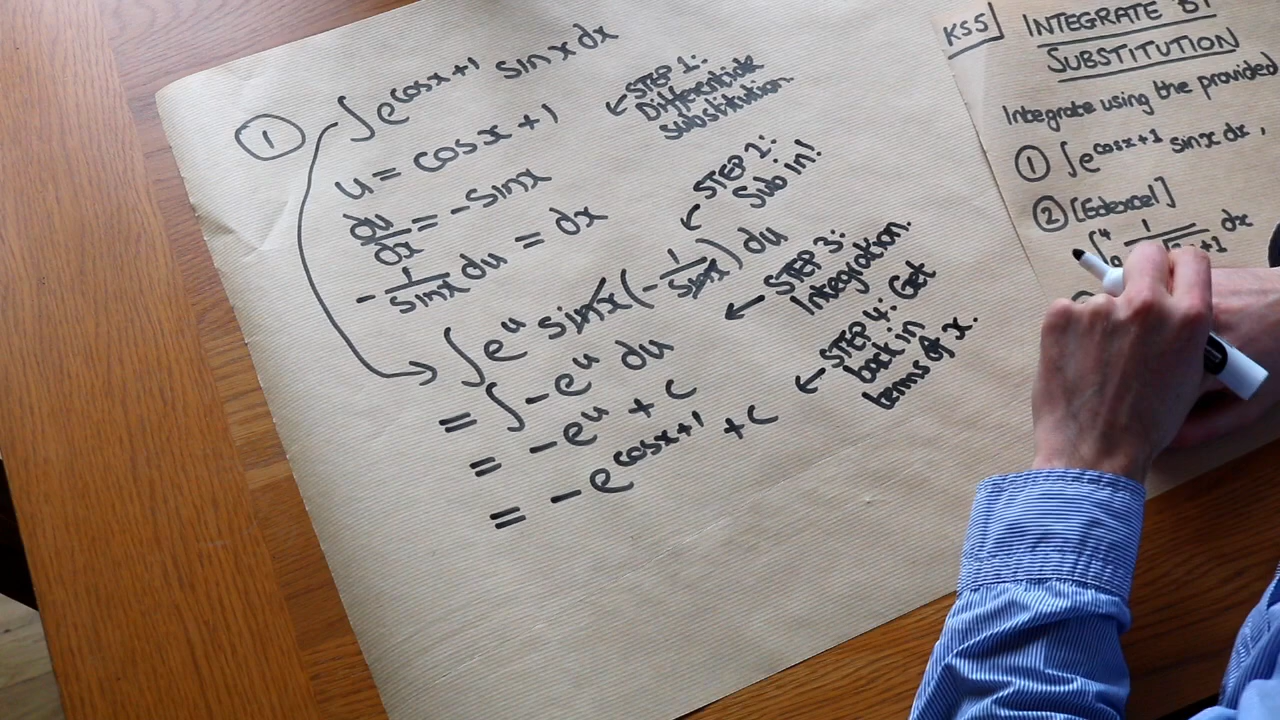 ① ∫e^(cosx+1) sinx dx
u = cosx + 1
← STEP 1:
Differentiate
substitution.
du/dx = -sinx
-1/sinx du = dx
← STEP 2:
Sub in!
∫e^u sinx (-1/sinx) du
= ∫-e^u du
← STEP 3:
Integration.
= -e^u + c
← STEP 4: Get
back in
terms of x.
= -e^(cosx+1) + c
KS5
INTEGRATE BY
SUBSTITUTION
Integrate using the provided
① ∫e^(cosx+1) sinx dx,
② [Edexcel]